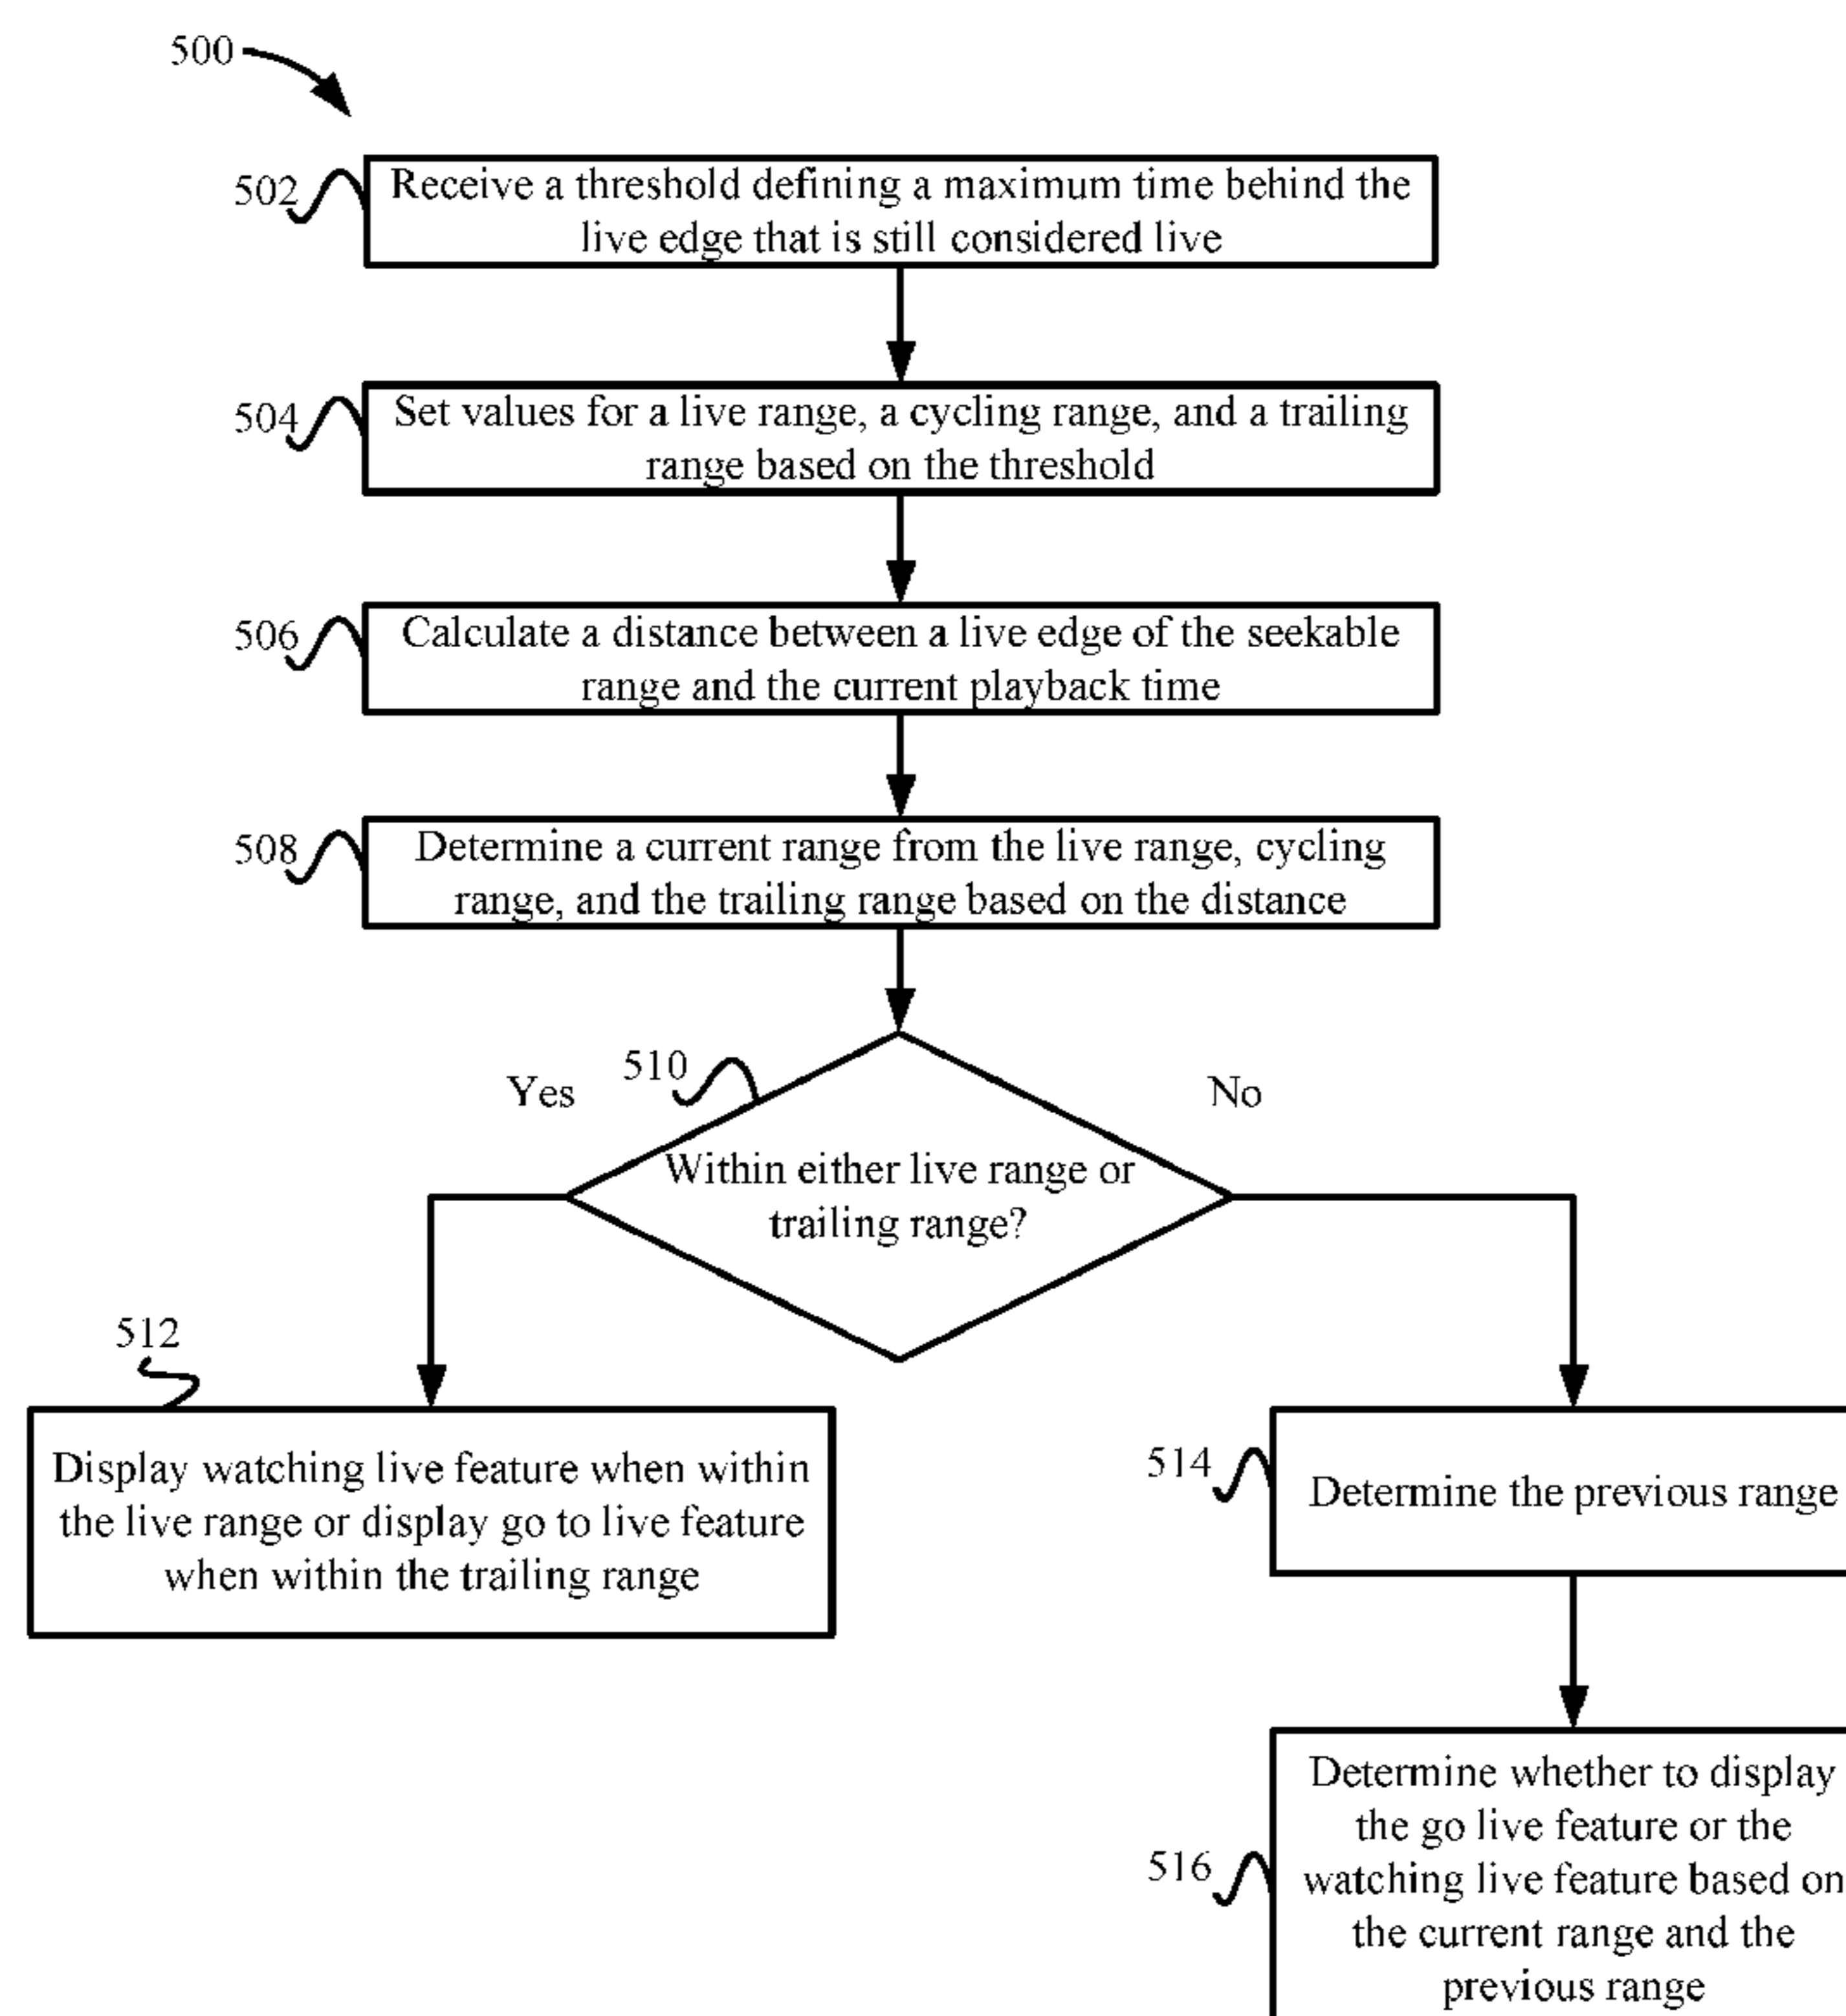 500
502
Receive a threshold defining a maximum time behind the
live edge that is still considered live
504
Set values for a live range, a cycling range, and a trailing
range based on the threshold
506
Calculate a distance between a live edge of the seekable
range and the current playback time
508
Determine a current range from the live range, cycling
range, and the trailing range based on the distance
Yes
510
No
Within either live range or
trailing range?
512
Display watching live feature when within
the live range or display go to live feature
when within the trailing range
514
Determine the previous range
516
Determine whether to display
the go live feature or the
watching live feature based on
the current range and the
previous range